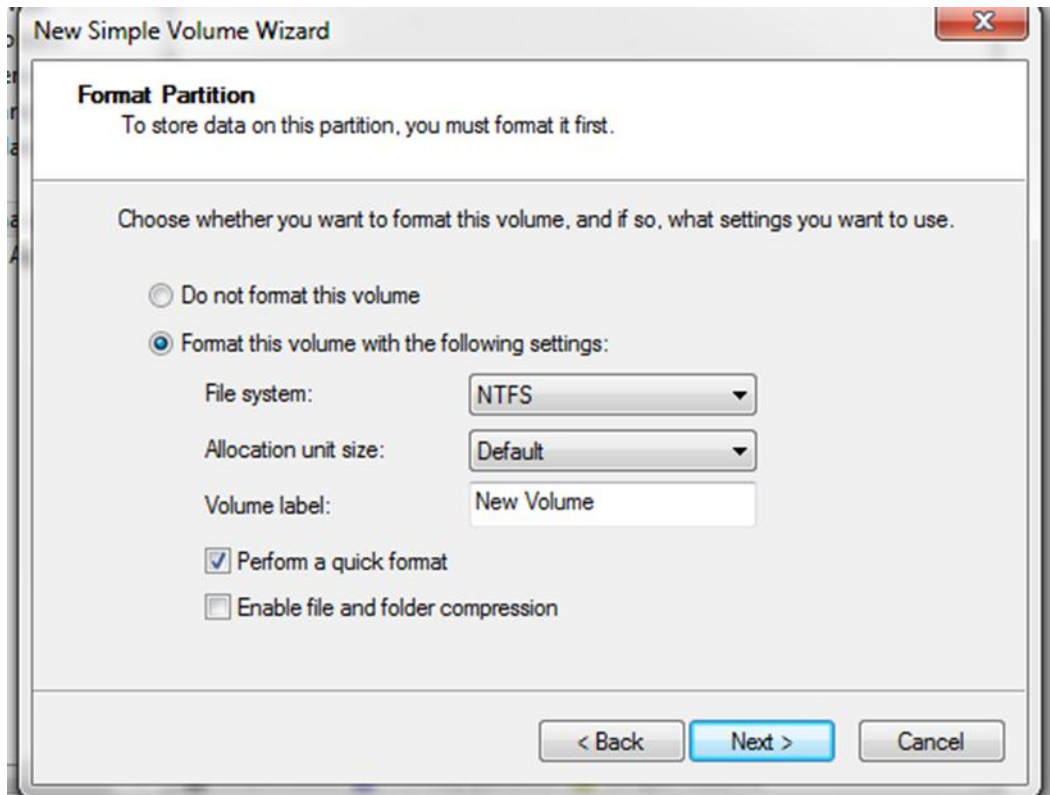 New Simple Volume Wizard
Format Partition
To store data on this partition, you must format it first.
Choose whether you want to format this volume, and if so, what settings you want to use.
Do not format this volume
Format this volume with the following settings:
File system: NTFS
Allocation unit size: Default
Volume label: New Volume
Perform a quick format
Enable file and folder compression
< Back Next > Cancel